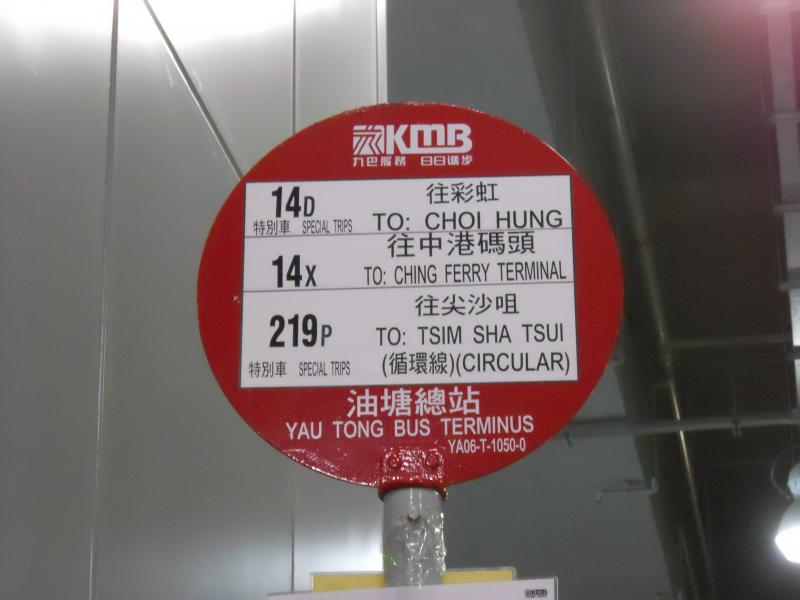 KMB
九巴服務 日日進步
14D 往彩虹
特別車 SPECIAL TRIPS TO: CHOI HUNG
往中港碼頭
14X TO: CHING FERRY TERMINAL
往尖沙咀
219P TO: TSIM SHA TSUI
特別車 SPECIAL TRIPS (循環線)(CIRCULAR)
油塘總站
YAU TONG BUS TERMINUS
YA06-T-1050-0
KMB